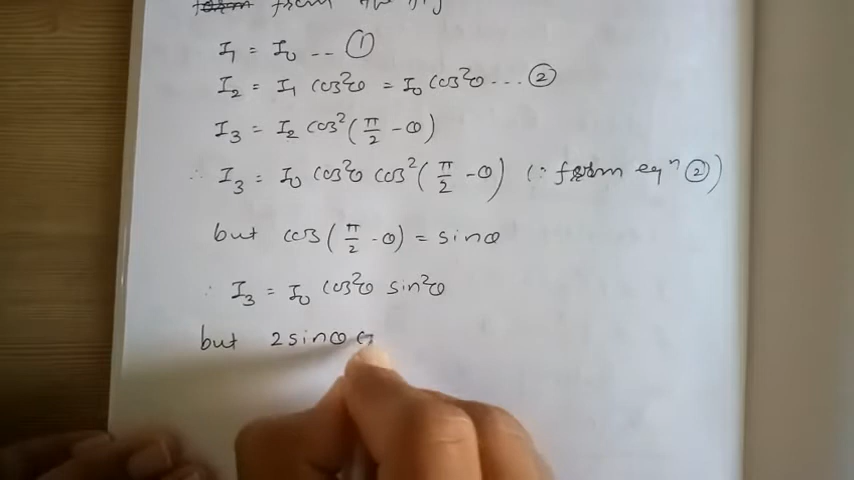 from
I₁ = I₀ -- ①
I₂ = I₁ cos²θ = I₀ cos²θ --- ②
I₃ = I₂ cos²(π/2 - θ)
∴ I₃ = I₀ cos²θ cos²(π/2 - θ) (∵ from eqⁿ ②)
but cos(π/2 - θ) = sinθ
∴ I₃ = I₀ cos²θ sin²θ
but 2sinθ c